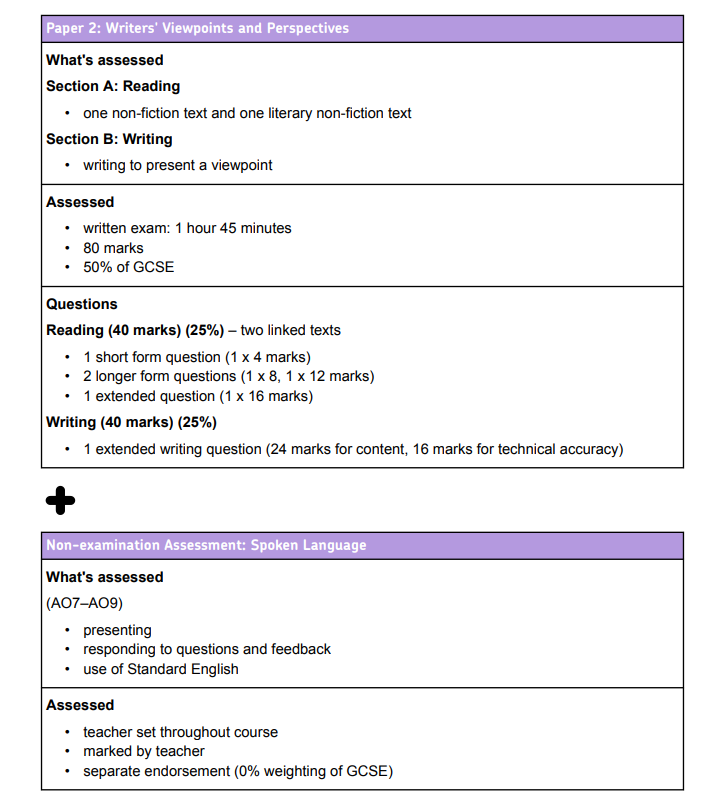 Paper 2: Writers' Viewpoints and Perspectives
What's assessed
Section A: Reading
• one non-fiction text and one literary non-fiction text
Section B: Writing
• writing to present a viewpoint
Assessed
• written exam: 1 hour 45 minutes
• 80 marks
• 50% of GCSE
Questions
Reading (40 marks) (25%) – two linked texts
• 1 short form question (1 x 4 marks)
• 2 longer form questions (1 x 8, 1 x 12 marks)
• 1 extended question (1 x 16 marks)
Writing (40 marks) (25%)
• 1 extended writing question (24 marks for content, 16 marks for technical accuracy)
Non-examination Assessment: Spoken Language
What's assessed
(AO7–AO9)
• presenting
• responding to questions and feedback
• use of Standard English
Assessed
• teacher set throughout course
• marked by teacher
• separate endorsement (0% weighting of GCSE)